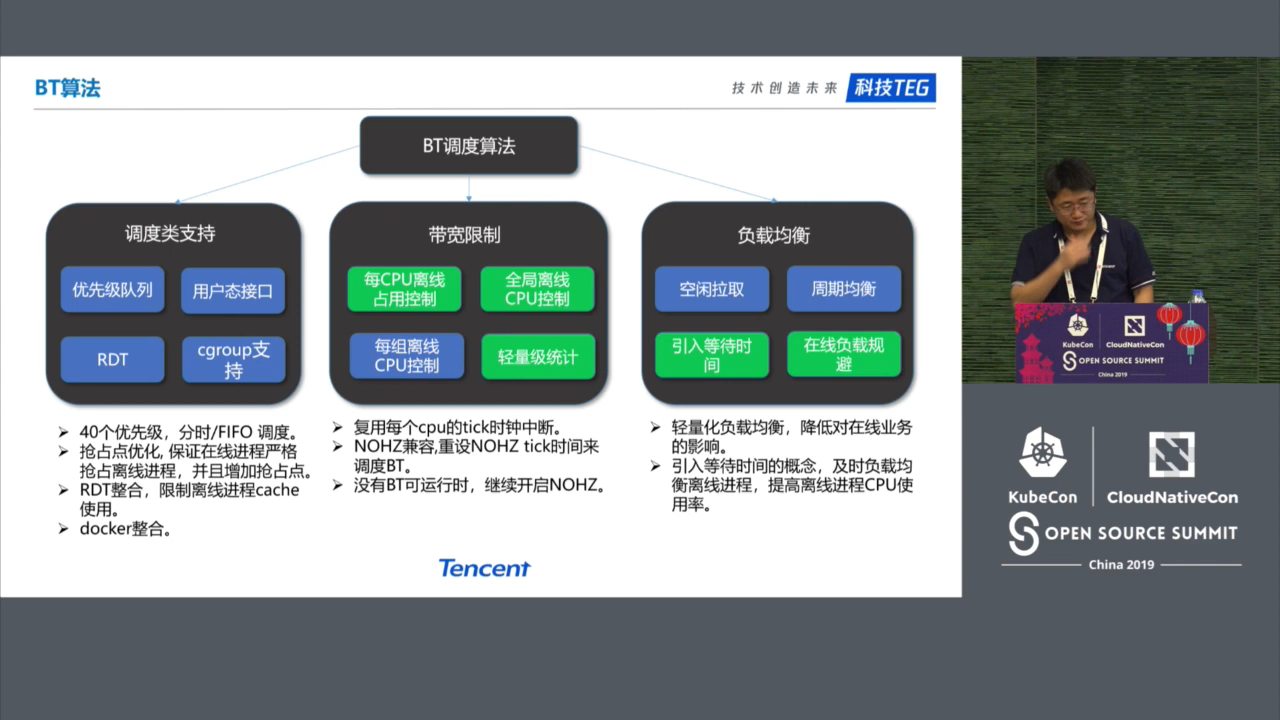 BT算法
技术创造未来
科技TEG
BT调度算法
调度类支持
优先级队列
用户态接口
RDT
cgroup支
持
带宽限制
每CPU离线
占用控制
全局离线
CPU控制
每组离线
CPU控制
轻量级统计
负载均衡
空闲拉取
周期均衡
引入等待时
间
在线负载规
避
➢ 40个优先级，分时/FIFO 调度。
➢ 抢占点优化, 保证在线进程严格
抢占离线进程，并且增加抢占点。
➢ RDT整合，限制离线进程cache
使用。
➢ docker整合。
➢ 复用每个cpu的tick时钟中断。
➢ NOHZ兼容,重设NOHZ tick时间来
调度BT。
➢ 没有BT可运行时，继续开启NOHZ。
➢ 轻量化负载均衡，降低对在线业务
的影响。
➢ 引入等待时间的概念，及时负载均
衡离线进程，提高离线进程CPU使
用率。
Tencent
KubeCon
CloudNativeCon
OPEN SOURCE SUMMIT
China 2019
KubeCon
CloudNativeCon
OPEN SOURCE SUMMIT
China 2019